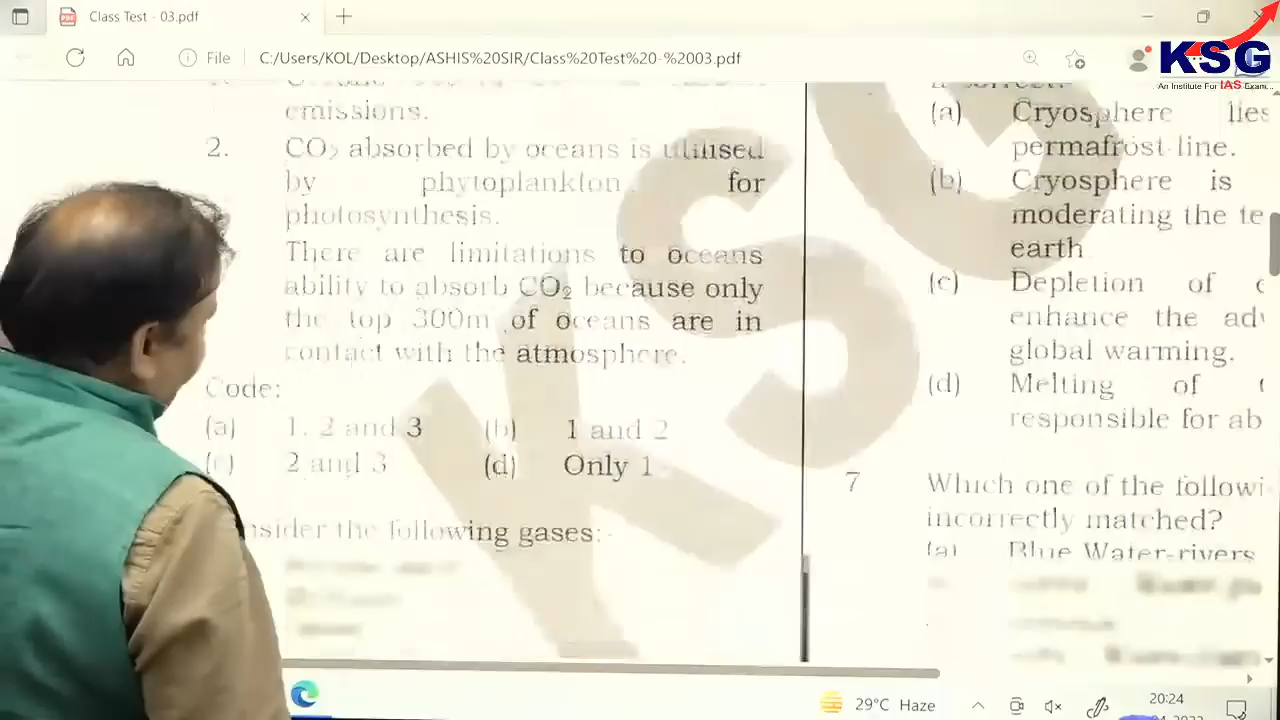 Class Test - 03.pdf
File
C:/Users/KOL/Desktop/ASHIS%20SIR/Class%20Test%20-%2003.pdf
KSG
An Institute For IAS Exam...
emissions.
2. CO₂ absorbed by oceans is utilised
by phytoplankton for
photosynthesis.
There are limitations to oceans
ability to absorb CO₂ because only
the top 300m of oceans are in
contact with the atmosphere.
Code:
(a) 1, 2 and 3 (b) 1 and 2
(c) 2 and 3 (d) Only 1
nsider the following gases:-
(a) Cryosphere lies
permafrost line.
(b) Cryosphere is
moderating the te
earth
(c) Depletion of
enhance the adv
global warming.
(d) Melting of
responsible for ab
7 Which one of the followi
incorrectly matched?
(a) Blue Water-rivers
KSG
29°C Haze
20:24